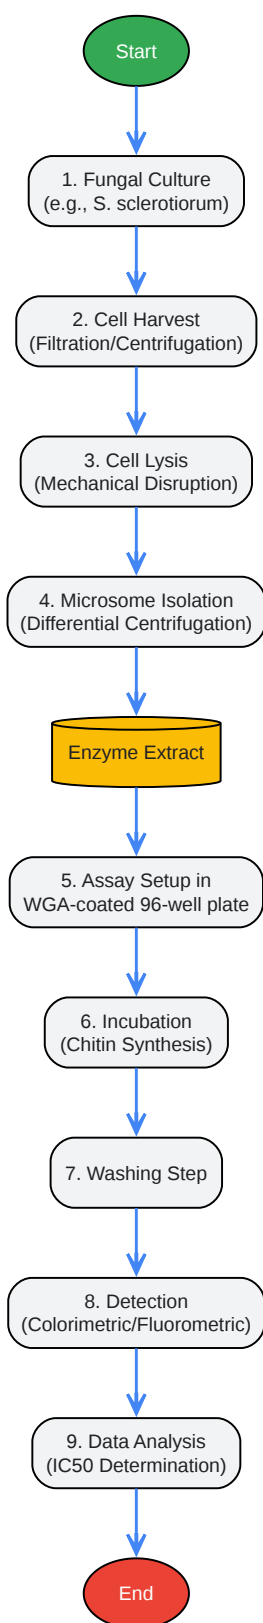 Start
1. Fungal Culture
(e.g., S. sclerotiorum)
2. Cell Harvest
(Filtration/Centrifugation)
3. Cell Lysis
(Mechanical Disruption)
4. Microsome Isolation
(Differential Centrifugation)
Enzyme Extract
5. Assay Setup in
WGA-coated 96-well plate
6. Incubation
(Chitin Synthesis)
7. Washing Step
8. Detection
(Colorimetric/Fluorometric)
9. Data Analysis
(IC50 Determination)
End